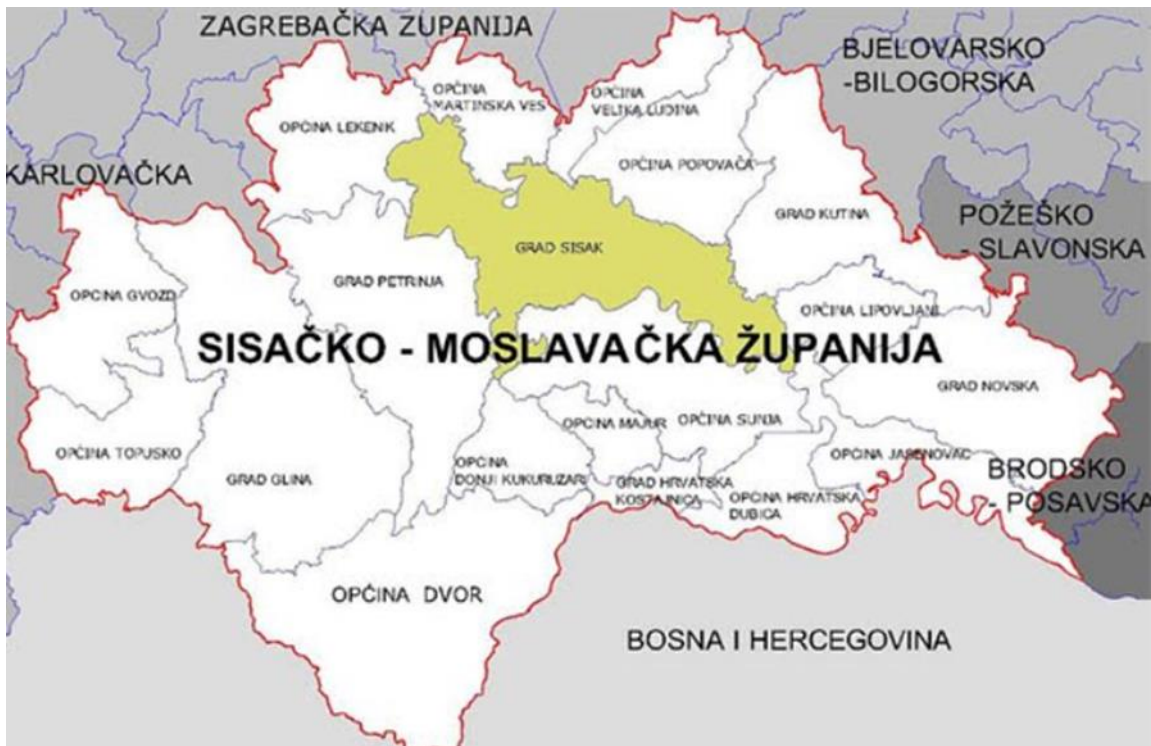 ZAGREBAČKA ZUPANIJA
BJELOVARSKO
-BILOGORSKA
OPĆINA
MARTINSKA VES
OPĆINA
VELIKA LUDINA
OPĆINA LEKENIK
OPĆINA POPOVAČA
KARLOVAČKA
GRAD KUTINA
POŽEŠKO
- SLAVONSKA
GRAD SISAK
OPĆINA GVOZD
GRAD PETRINJA
OPĆINA LIPOVLJANI
SISAČKO - MOSLAVAČKA ŽUPANIJA
GRAD NOVSKA
OPĆINA MAJUR
OPĆINA SUNJA
OPĆINA TOPUSKO
GRAD GLINA
OPĆINA
DONJI KUKURUZARI
OPĆINA JASENOVAC
GRAD HRVATSKA
KOSTAJNICA
OPĆINA HRVATSKA
DUBICA
BRODSKO
- POSAVSKA
OPĆINA DVOR
BOSNA I HERCEGOVINA